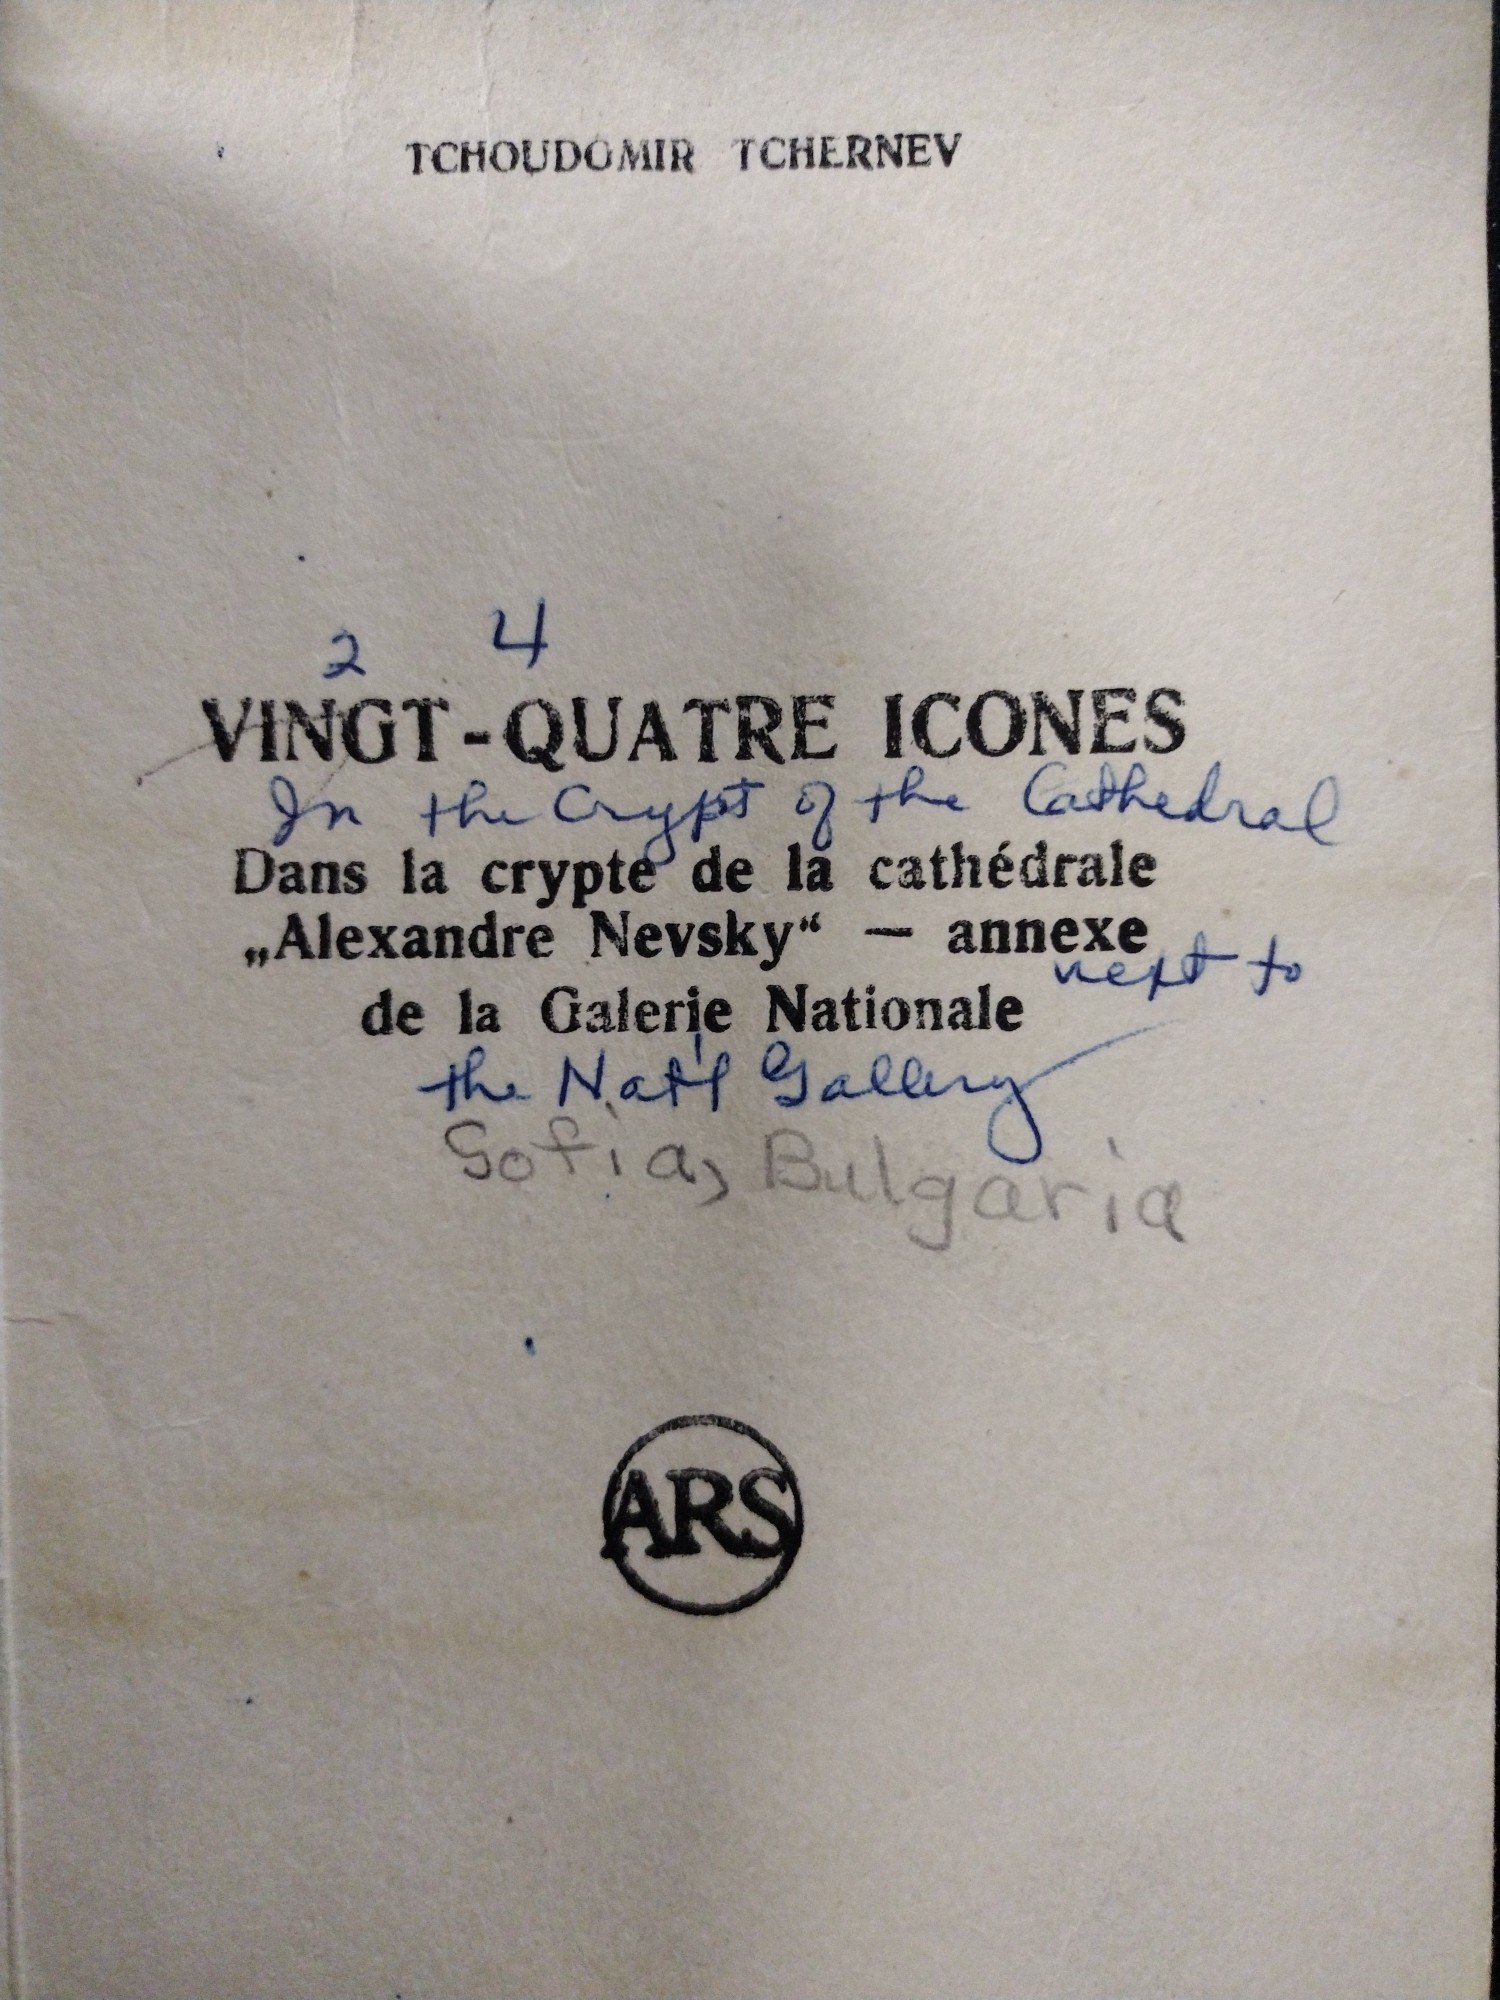 TCHOUDOMIR TCHERNEV
2 4
VINGT-QUATRE ICONES
In the Crypt of the Cathedral
Dans la crypte de la cathédrale
„Alexandre Nevsky“ — annexe
next to
de la Galerie Nationale
the Nat'l Gallery
Sofia, Bulgaria
ARS